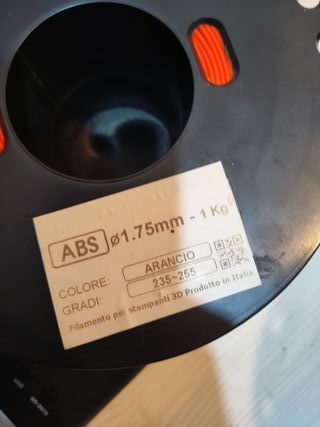 ABS ø1.75mm - 1 Kg
COLORE: ARANCIO
GRADI: 235~255
Filamento per stampanti 3D Prodotto in Italia